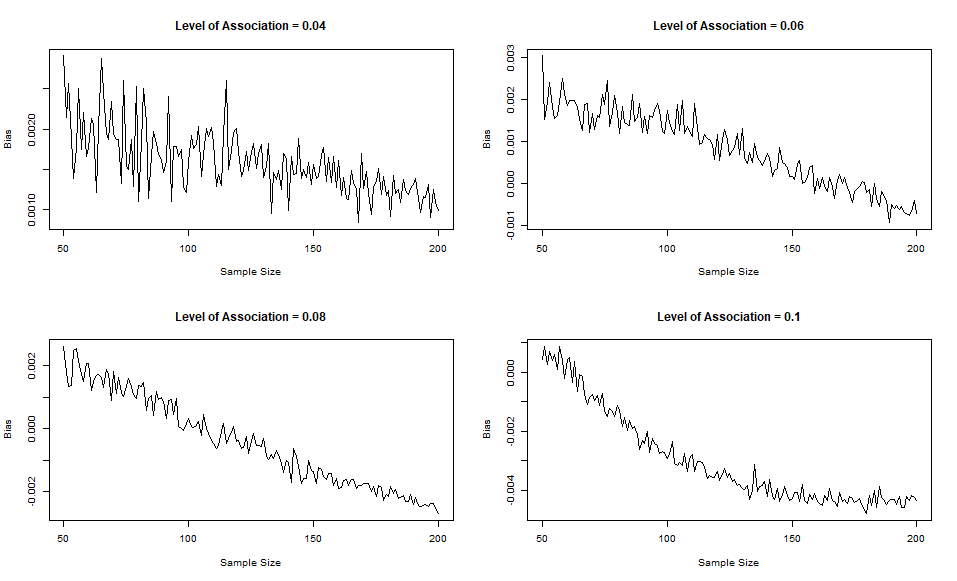 Level of Association = 0.04
Bias
0.0020
0.0010
50 100 150 200
Sample Size
Level of Association = 0.06
Bias
0.003
0.002
0.001
0.000
-0.001
50 100 150 200
Sample Size
Level of Association = 0.08
Bias
0.002
0.000
-0.002
50 100 150 200
Sample Size
Level of Association = 0.1
Bias
0.000
-0.002
-0.004
50 100 150 200
Sample Size